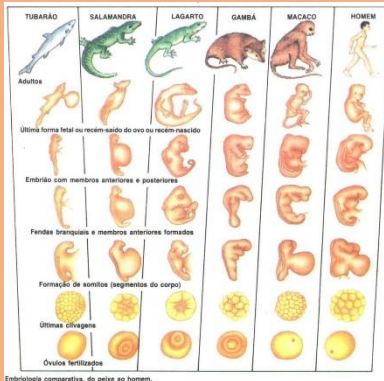 TUBARÃO SALAMANDRA LAGARTO GAMBÁ MACACO HOMEM
Adultos
Última forma fetal ou recém-saído do ovo ou recém-nascido
Embrião com membros anteriores e posteriores
Fendas branquiais e membros anteriores formados
Formação de somitos (segmentos do corpo)
Últimas clivagens
Óvulos fertilizados
Embriologia comparativa, do peixe ao homem.